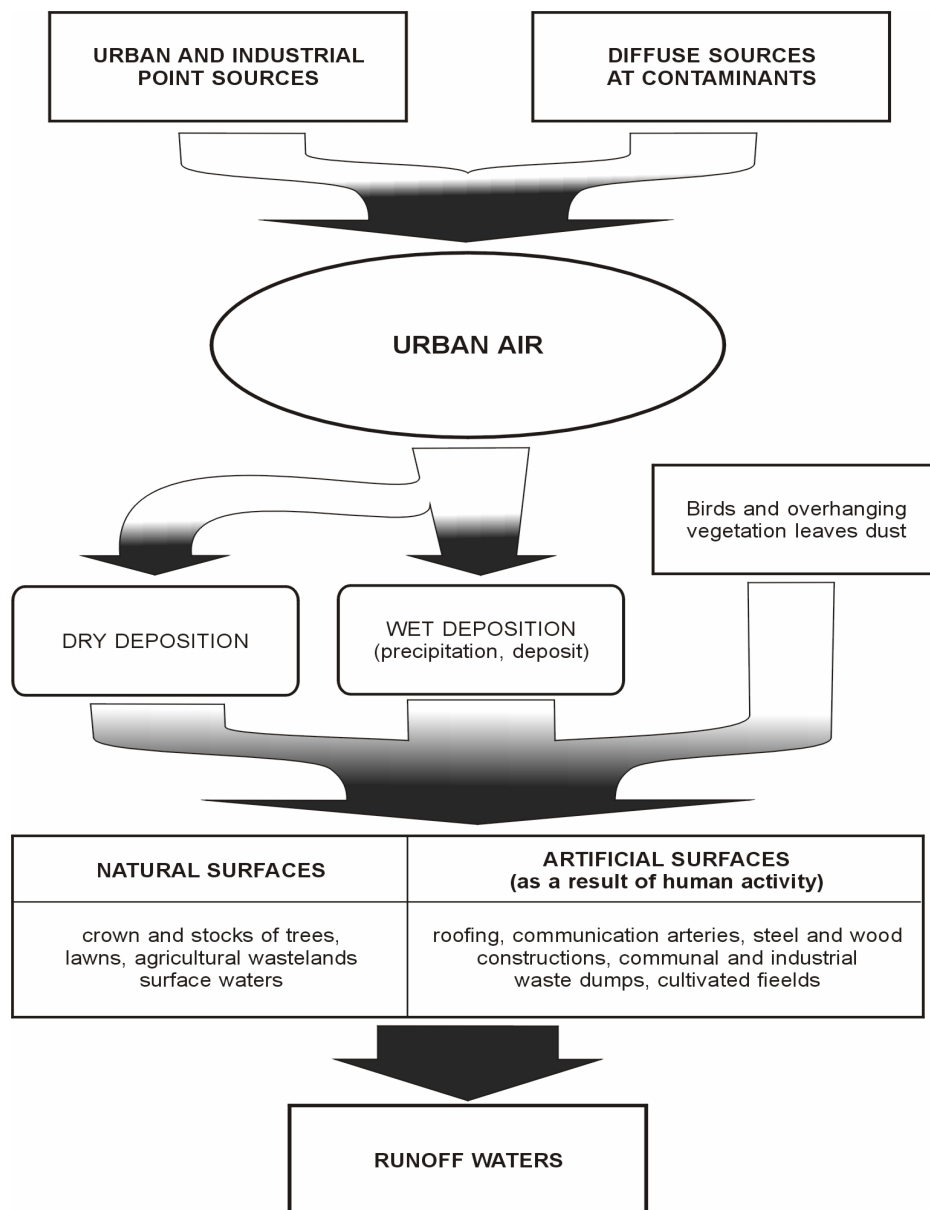 URBAN AND INDUSTRIAL
POINT SOURCES
DIFFUSE SOURCES
AT CONTAMINANTS
URBAN AIR
Birds and overhanging
vegetation leaves dust
DRY DEPOSITION
WET DEPOSITION
(precipitation, deposit)
NATURAL SURFACES
ARTIFICIAL SURFACES
(as a result of human activity)
crown and stocks of trees,
lawns, agricultural wastelands
surface waters
roofing, communication arteries, steel and wood
constructions, communal and industrial
waste dumps, cultivated fieelds
RUNOFF WATERS